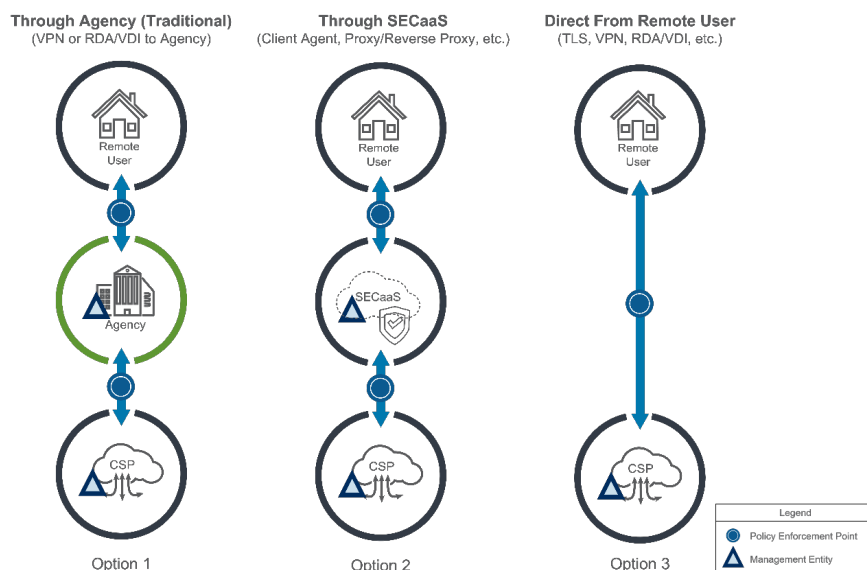 Through Agency (Traditional)
(VPN or RDA/VDI to Agency)
Through SECaaS
(Client Agent, Proxy/Reverse Proxy, etc.)
Direct From Remote User
(TLS, VPN, RDA/VDI, etc.)
Remote
User
Remote
User
Remote
User
Agency
SECaaS
CSP
CSP
CSP
Option 1
Option 2
Option 3
Legend
Policy Enforcement Point
Management Entity